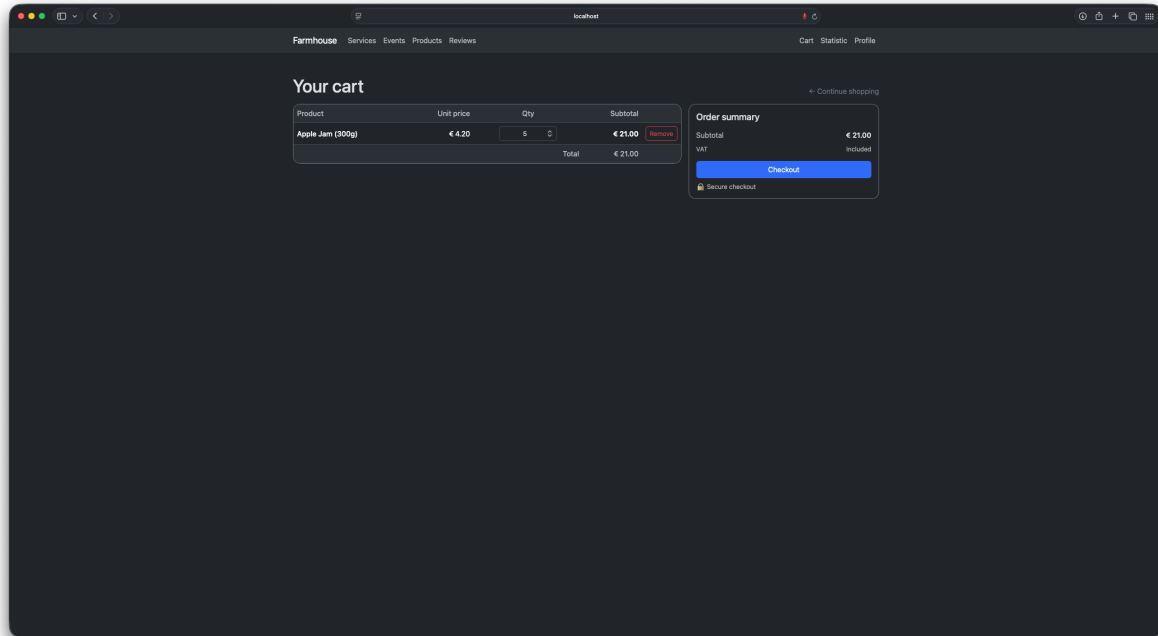 localhost
Farmhouse Services Events Products Reviews Cart Statistic Profile
Your cart
← Continue shopping
Product Unit price Qty Subtotal
Apple Jam (300g) € 4.20 5 € 21.00 Remove
Total € 21.00
Order summary
Subtotal € 21.00
VAT Included
Checkout
🔒 Secure checkout